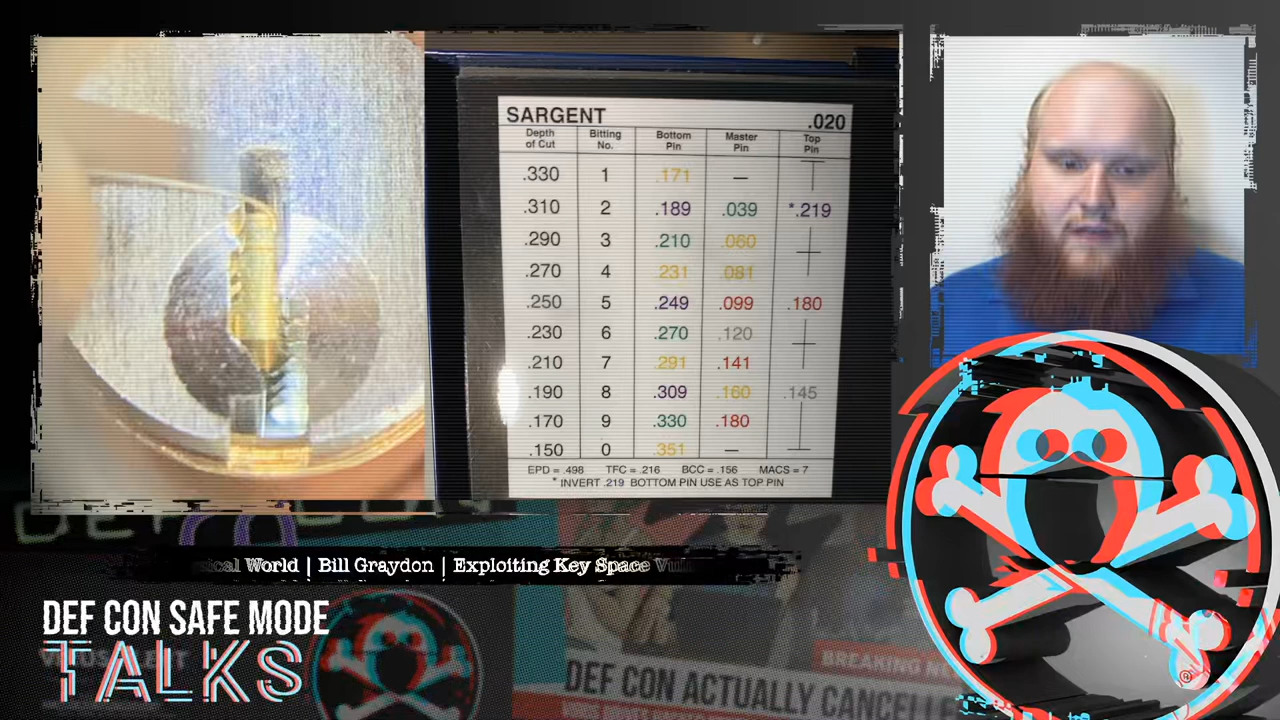 SARGENT .020
Depth of Cut Bitting No. Bottom Pin Master Pin Top Pin
.330 1 .171 —
.310 2 .189 .039 *.219
.290 3 .210 .060
.270 4 .231 .081
.250 5 .249 .099 .180
.230 6 .270 .120
.210 7 .291 .141
.190 8 .309 .160 .145
.170 9 .330 .180
.150 0 .351 —
EPD = .498 TFC = .216 BCC = .156 MACS = 7
* INVERT .219 BOTTOM PIN USE AS TOP PIN
World | Bill Graydon | Exploiting Key Space
DEF CON SAFE MODE
TALKS
BREAKING
DEF CON ACTUALLY
®